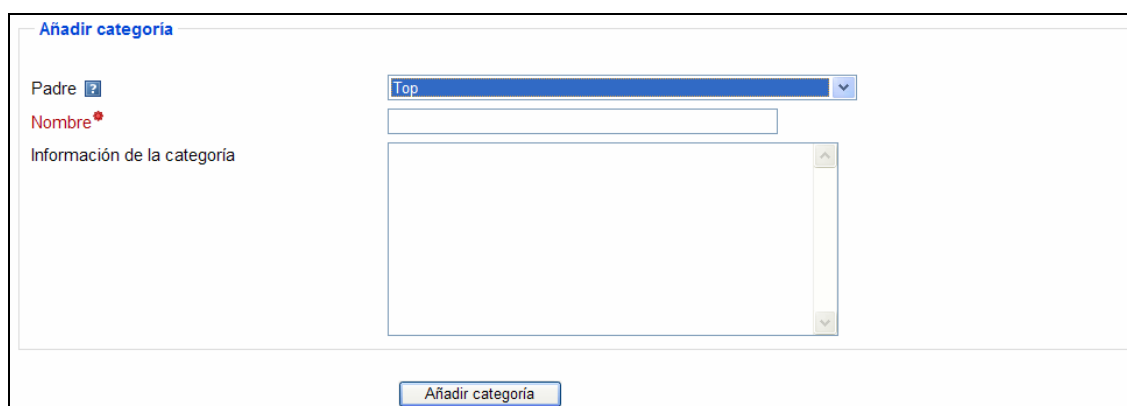 Añadir categoría
Padre ? Top
Nombre
Información de la categoría
Añadir categoría